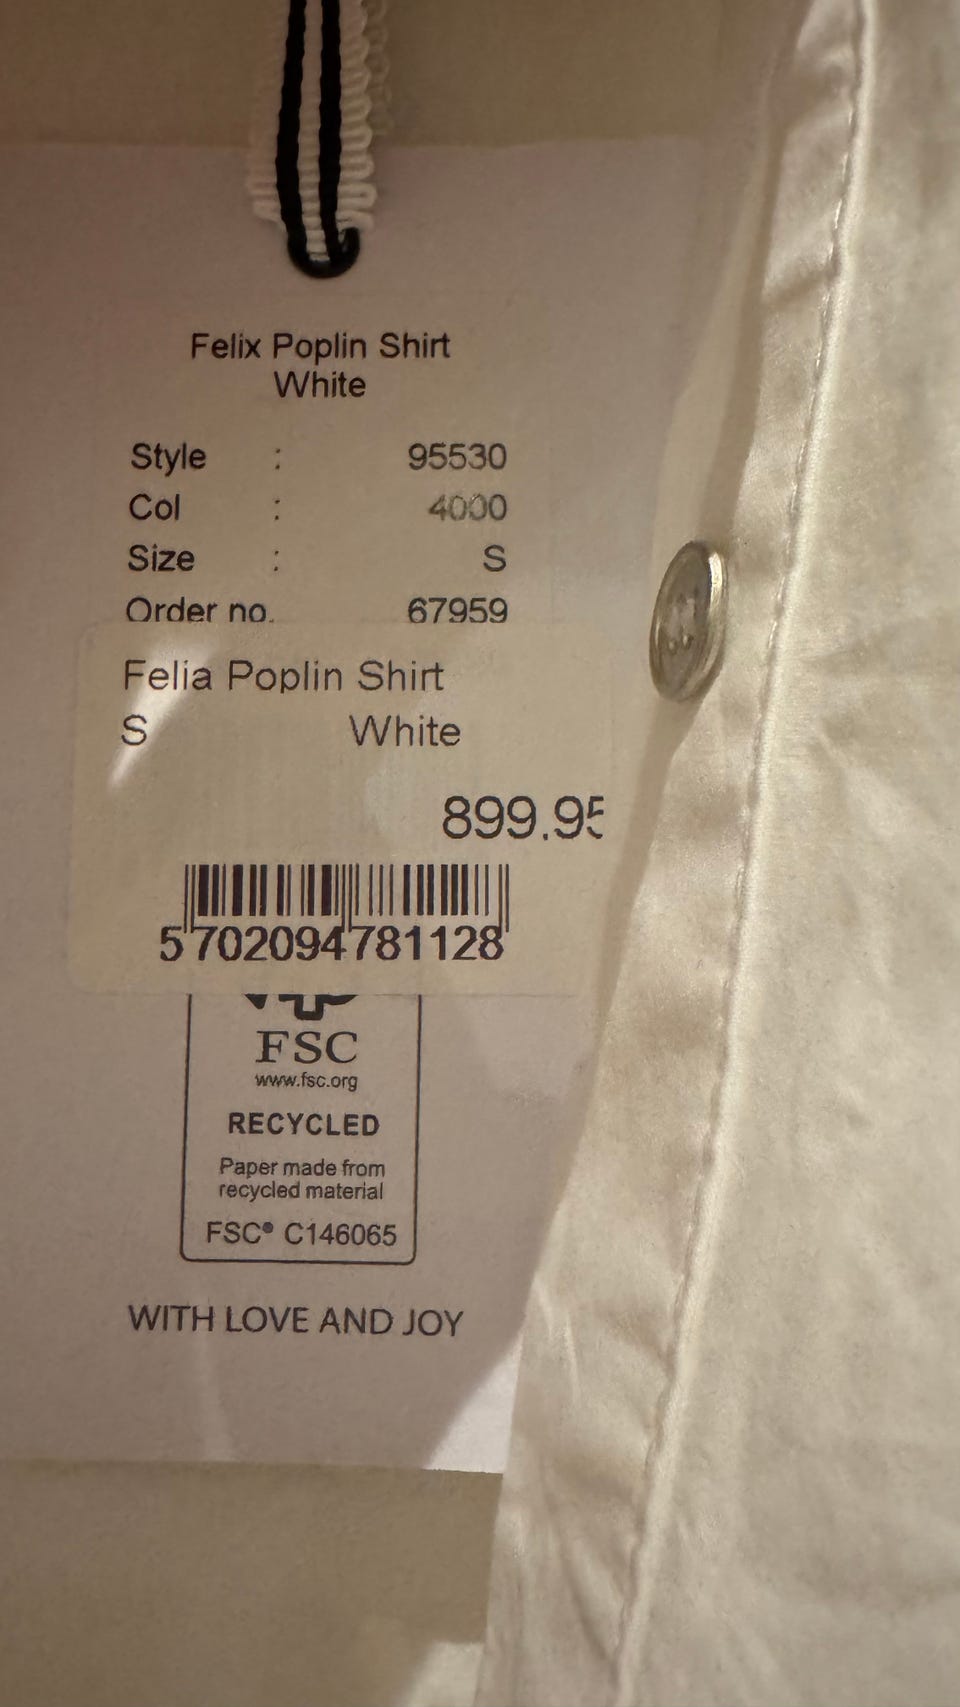 Felix Poplin Shirt
White
Style : 95530
Col : 4000
Size : S
Order no. 67959
Felia Poplin Shirt
S White
899.95
5702094781128
FSC
www.fsc.org
RECYCLED
Paper made from
recycled material
FSC® C146065
WITH LOVE AND JOY